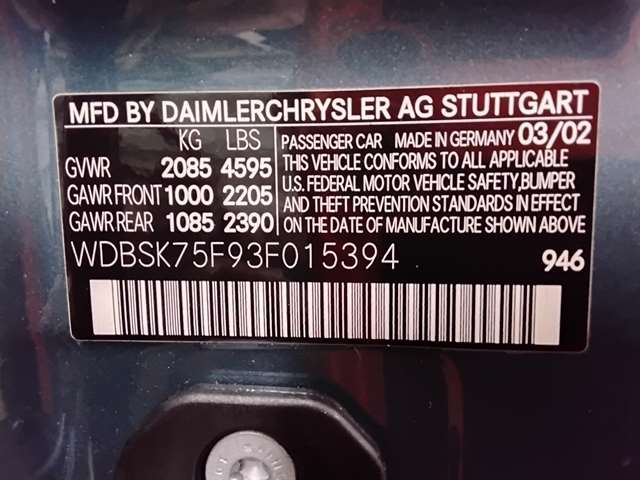 MFD BY DAIMLERCHRYSLER AG STUTTGART
KG LBS
GVWR 2085 4595
GAWR FRONT 1000 2205
GAWR REAR 1085 2390
PASSENGER CAR MADE IN GERMANY 03/02
THIS VEHICLE CONFORMS TO ALL APPLICABLE
U.S. FEDERAL MOTOR VEHICLE SAFETY,BUMPER
AND THEFT PREVENTION STANDARDS IN EFFECT
ON THE DATE OF MANUFACTURE SHOWN ABOVE
WDBSK75F93F015394
946